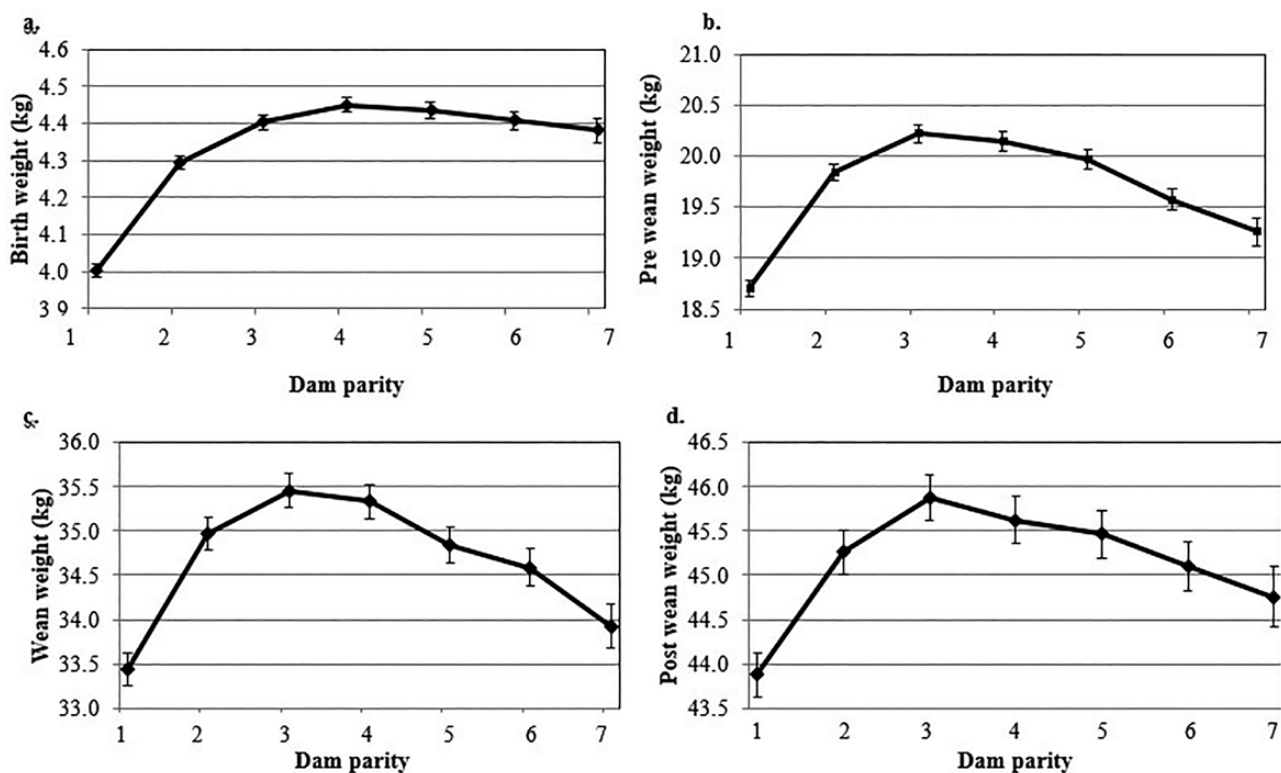 a.
4.6
4.5
4.4
4.3
4.2
4.1
4.0
3 9
Birth weight (kg)
1 2 3 4 5 6 7
Dam parity
b.
21.0
20.5
20.0
19.5
19.0
18.5
Pre wean weight (kg)
1 2 3 4 5 6 7
Dam parity
c.
36.0
35.5
35.0
34.5
34.0
33.5
33.0
Wean weight (kg)
1 2 3 4 5 6 7
Dam parity
d.
46.5
46.0
45.5
45.0
44.5
44.0
43.5
Post wean weight (kg)
1 2 3 4 5 6 7
Dam parity